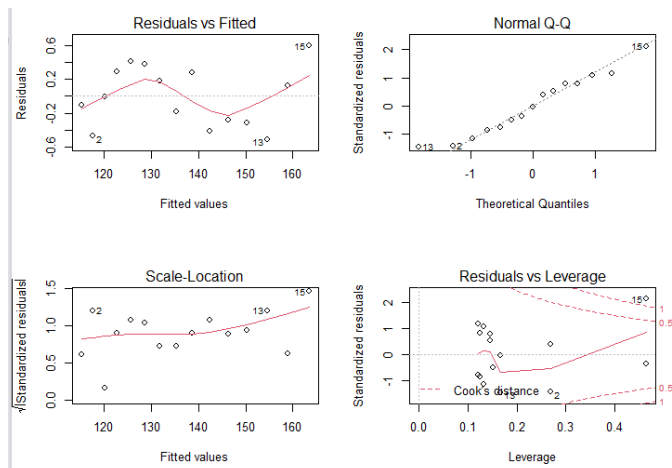 Residuals vs Fitted
Residuals
0.6
0.2
-0.2
-0.6
15
2
13
120 130 140 150 160
Fitted values
Normal Q-Q
Standardized residuals
2
1
0
-1
15
13
2
-1 0 1
Theoretical Quantiles
Scale-Location
√|Standardized residuals|
1.5
1.0
0.5
0.0
15
2
13
120 130 140 150 160
Fitted values
Residuals vs Leverage
Standardized residuals
2
1
0
-1
15
1
0.5
0.5
1
Cook's distance
13
2
0.0 0.1 0.2 0.3 0.4
Leverage